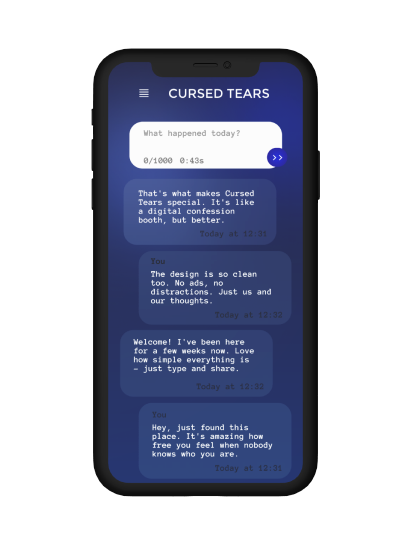 CURSED TEARS
What happened today?
0/1000 0:43s
That's what makes Cursed
Tears special. It's like
a digital confession
booth, but better.
Today at 12:31
You
The design is so clean
too. No ads, no
distractions. Just us and
our thoughts.
Today at 12:32
Welcome! I've been here
for a few weeks now. Love
how simple everything is
– just type and share.
Today at 12:32
You
Hey, just found this
place. It's amazing how
free you feel when nobody
knows who you are.
Today at 12:31